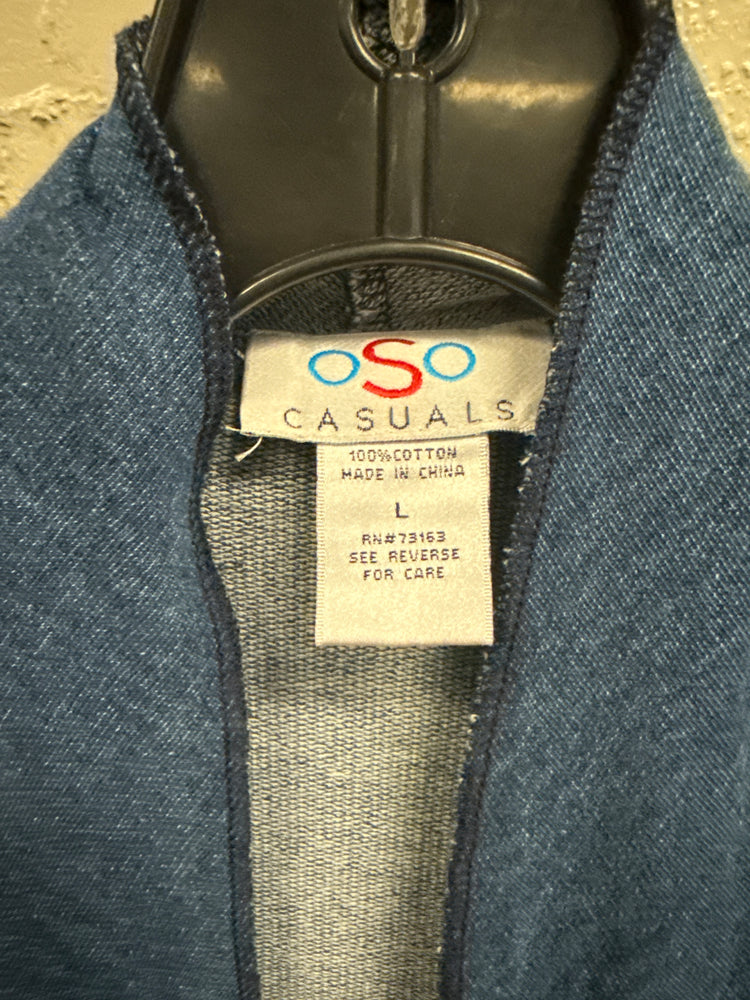 oSo
CASUALS
100%COTTON
MADE IN CHINA
L
RN#73163
SEE REVERSE
FOR CARE